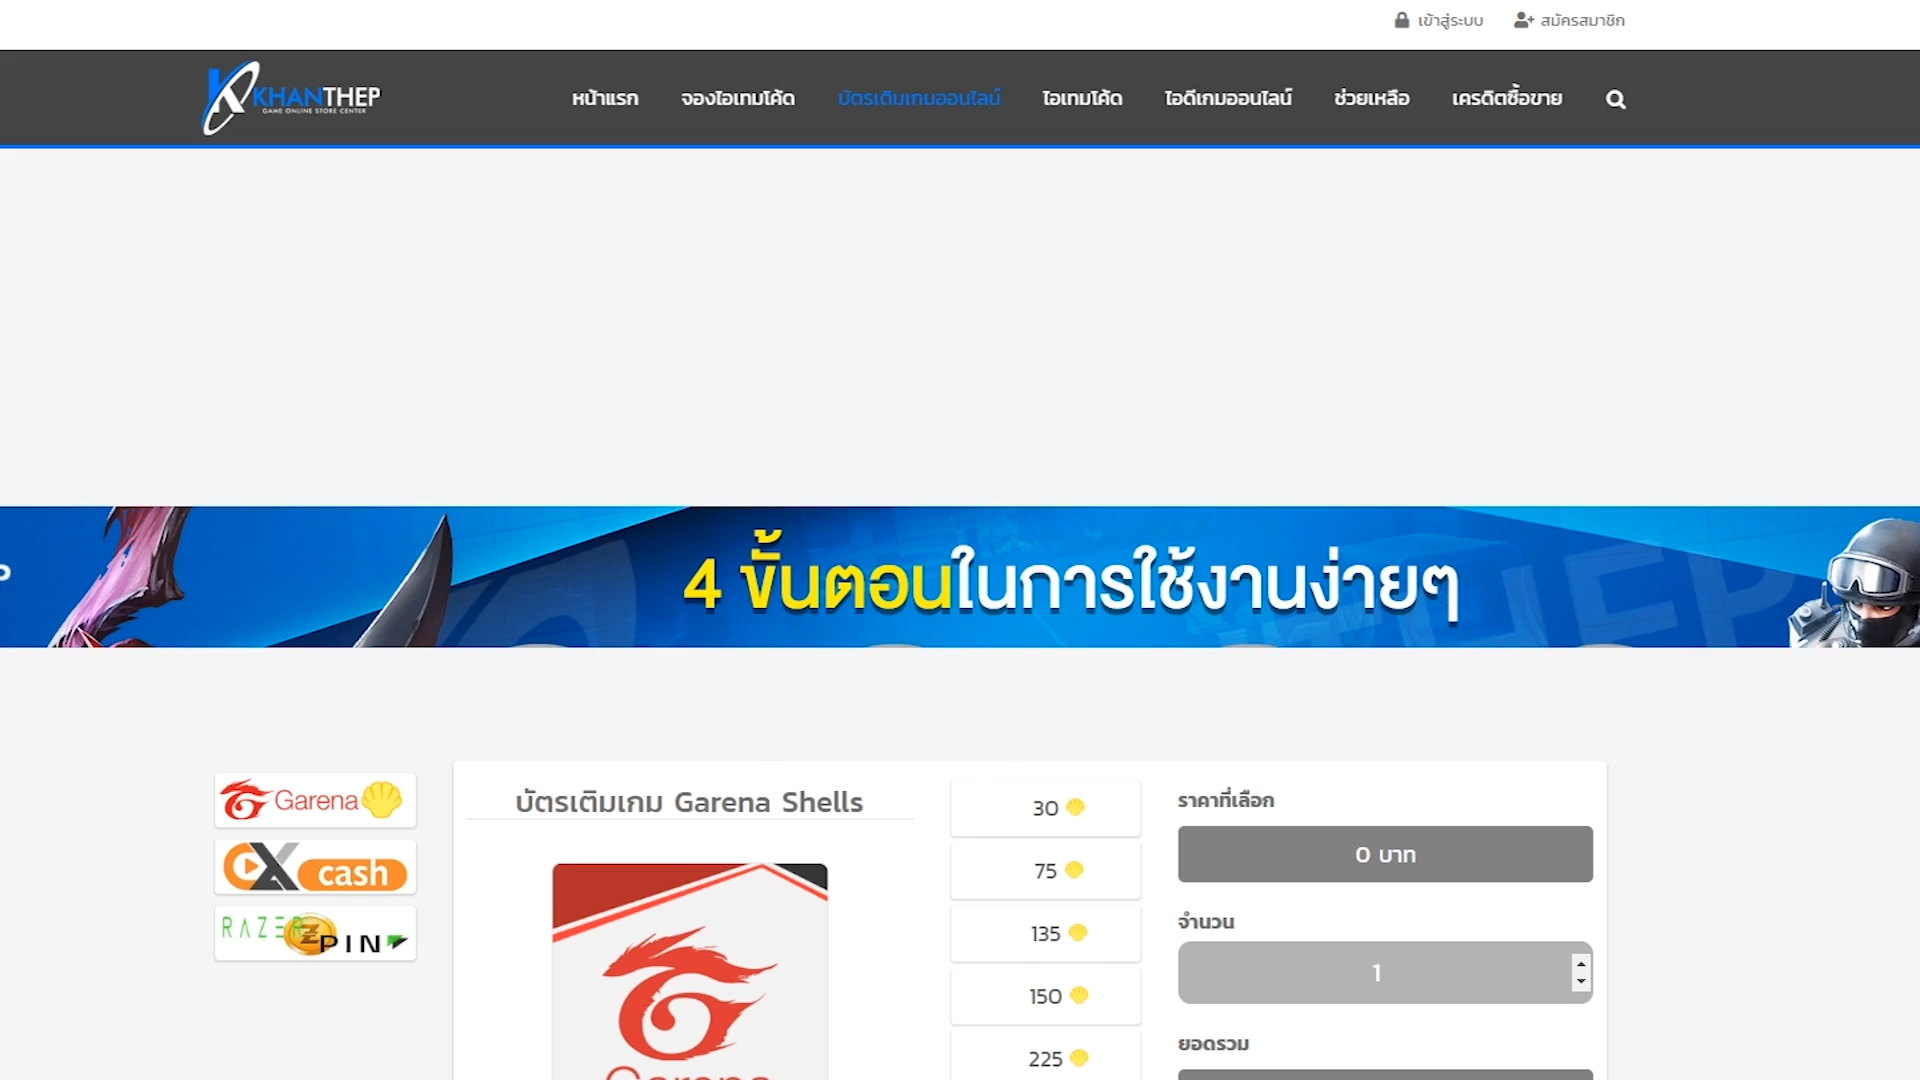 เข้าสู่ระบบ สมัครสมาชิก
KHANTHEP
GAME ONLINE STORE CENTER
หน้าแรก จองไอเทมโค้ด บัตรเติมเกมออนไลน์ ไอเทมโค้ด ไอดีเกมออนไลน์ ช่วยเหลือ เครดิตซื้อขาย
4 ขั้นตอนในการใช้งานง่ายๆ
Garena
cash
RAZER
PIN
บัตรเติมเกม Garena Shells
Garena
30
75
135
150
225
ราคาที่เลือก
0 บาท
จำนวน
1
ยอดรวม